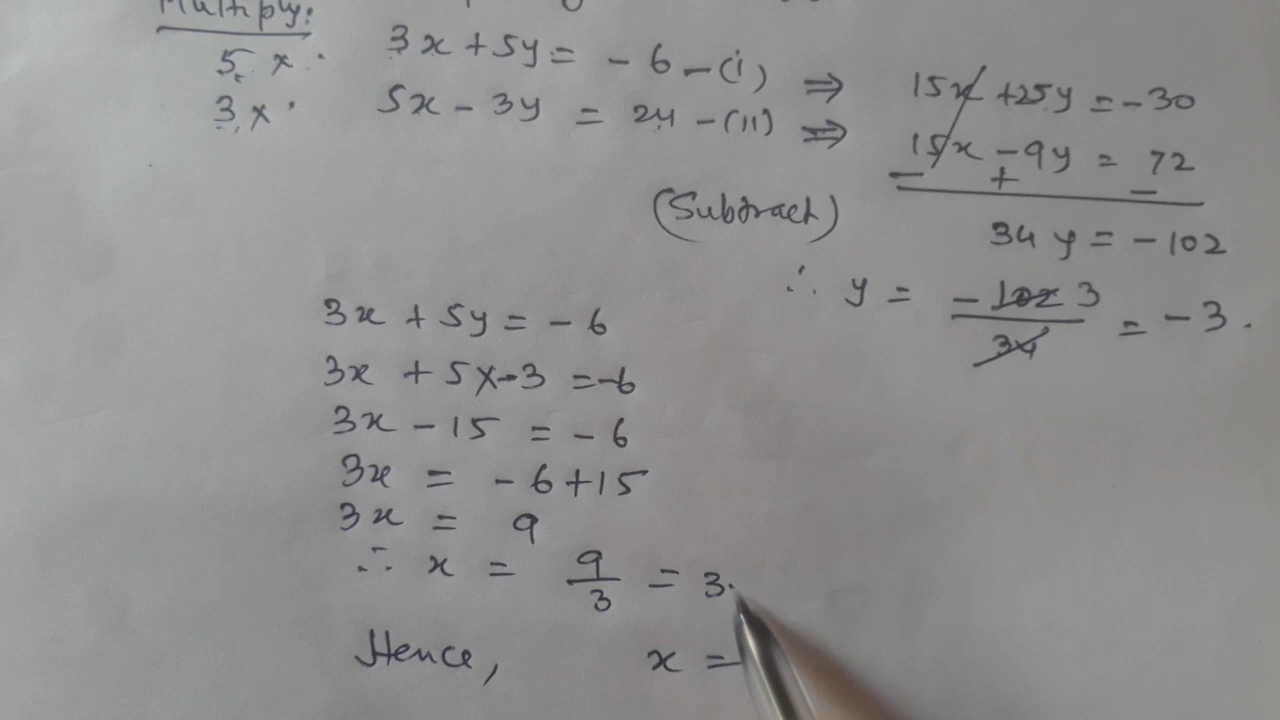 Multiply:
5 x 3x + 5y = - 6 - (i) ⇒ 15x + 25y = - 30
3 x 5x - 3y = 24 - (ii) ⇒ 15x - 9y = 72
- + -
(Subtract) 34 y = - 102
∴ y = - 102 3 / 34 = - 3 .
3x + 5y = - 6
3x + 5 x - 3 = - 6
3x - 15 = - 6
3x = - 6 + 15
3x = 9
∴ x = 9/3 = 3.
Hence, x =